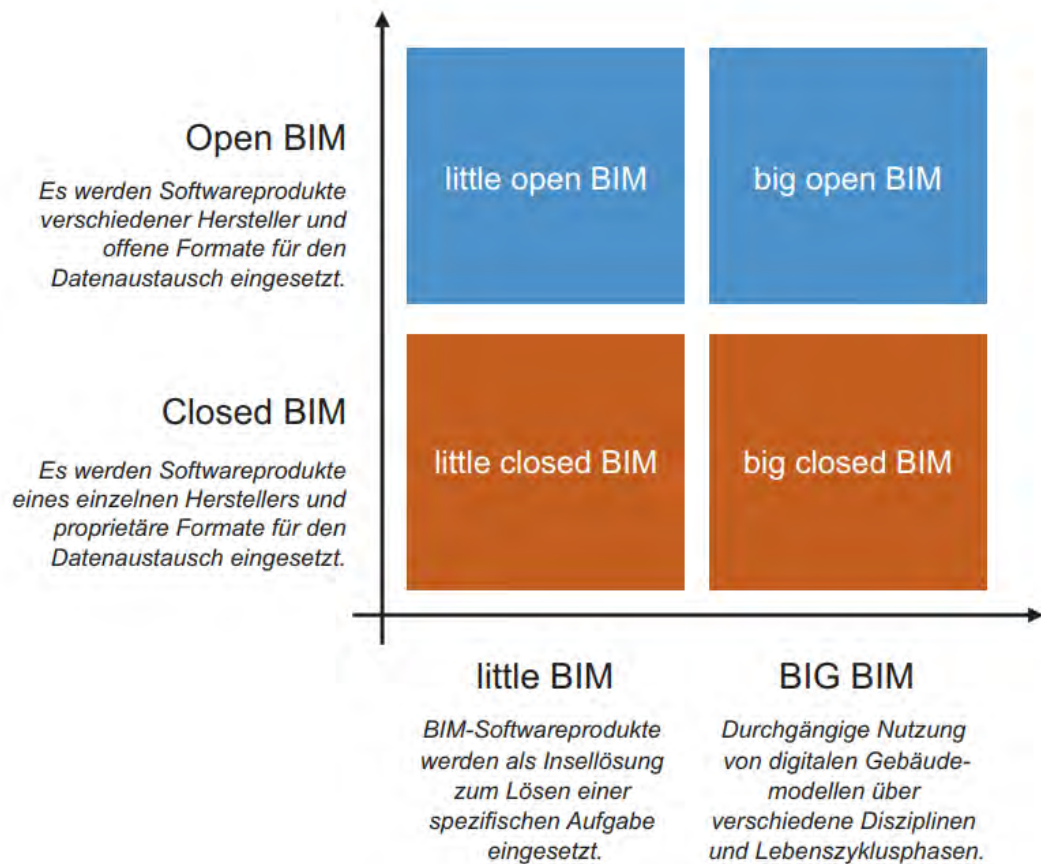 Open BIM
Es werden Softwareprodukte
verschiedener Hersteller und
offene Formate für den
Datenaustausch eingesetzt.
little open BIM
big open BIM
Closed BIM
Es werden Softwareprodukte
eines einzelnen Herstellers und
proprietäre Formate für den
Datenaustausch eingesetzt.
little closed BIM
big closed BIM
little BIM
BIM-Softwareprodukte
werden als Insellösung
zum Lösen einer
spezifischen Aufgabe
eingesetzt.
BIG BIM
Durchgängige Nutzung
von digitalen Gebäude-
modellen über
verschiedene Disziplinen
und Lebenszyklusphasen.